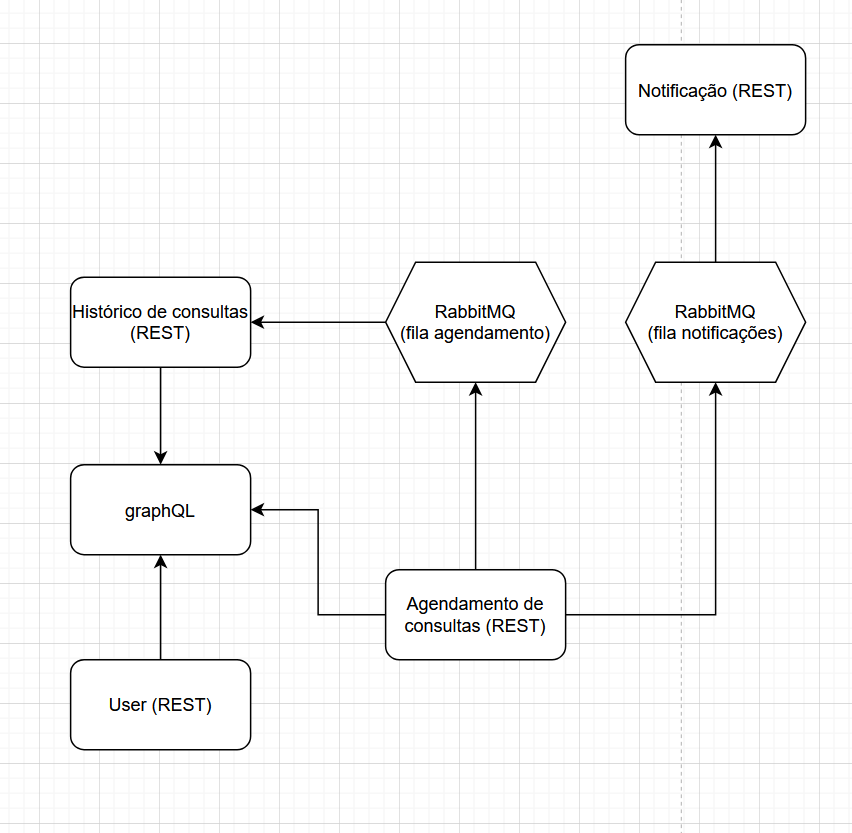 Notificação (REST)
Histórico de consultas
(REST)
RabbitMQ
(fila agendamento)
RabbitMQ
(fila notificações)
graphQL
Agendamento de
consultas (REST)
User (REST)